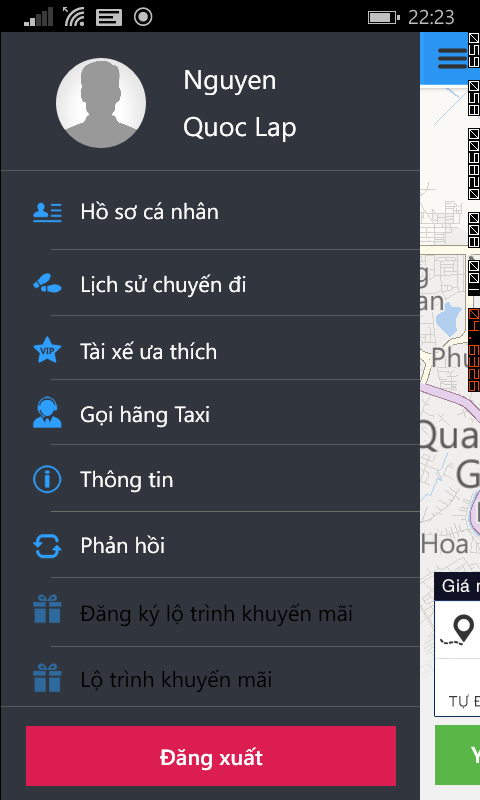 22:23
Nguyen
Quoc Lap
Hồ sơ cá nhân
Lịch sử chuyến đi
VIP
Tài xế ưa thích
Gọi hãng Taxi
Thông tin
Phản hồi
Đăng ký lộ trình khuyến mãi
Lộ trình khuyến mãi
Đăng xuất
g
an
Phu
Qua
G
Hoa
Giá
TỰ
Y